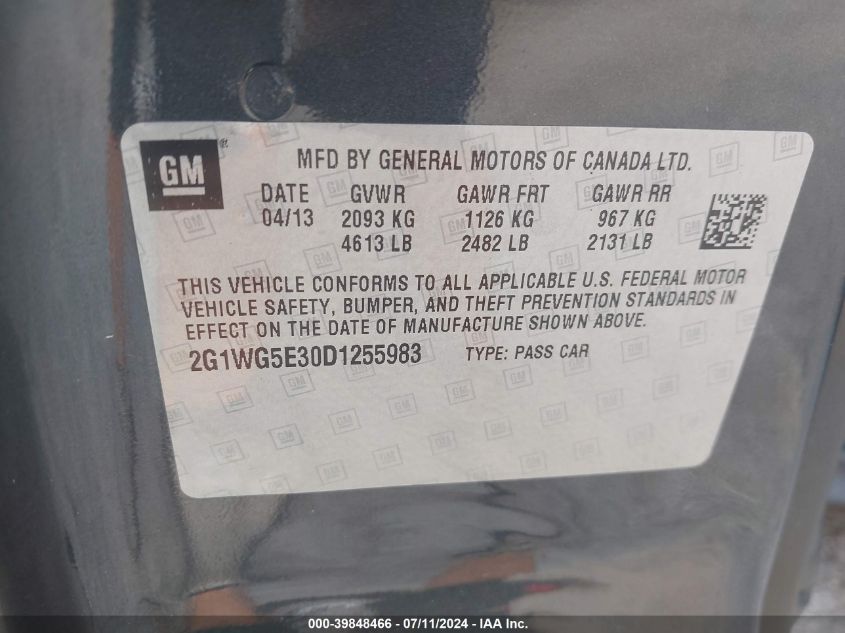 GM
®
MFD BY GENERAL MOTORS OF CANADA LTD.
DATE GVWR GAWR FRT GAWR RR
04/13 2093 KG 1126 KG 967 KG
4613 LB 2482 LB 2131 LB
THIS VEHICLE CONFORMS TO ALL APPLICABLE U.S. FEDERAL MOTOR
VEHICLE SAFETY, BUMPER, AND THEFT PREVENTION STANDARDS IN
EFFECT ON THE DATE OF MANUFACTURE SHOWN ABOVE.
2G1WG5E30D1255983 TYPE: PASS CAR
000-39848466 - 07/11/2024 - IAA Inc.